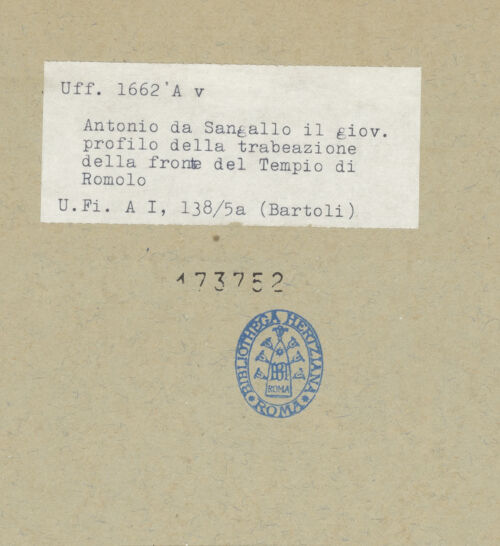 Uff. 1662'A v
Antonio da Sangallo il giov.
profilo della trabeazione
della fronte del Tempio di
Romolo
U.Fi. A I, 138/5a (Bartoli)
173752
BIBLIOTHECA HERTZIANA
ROMA
ROMA